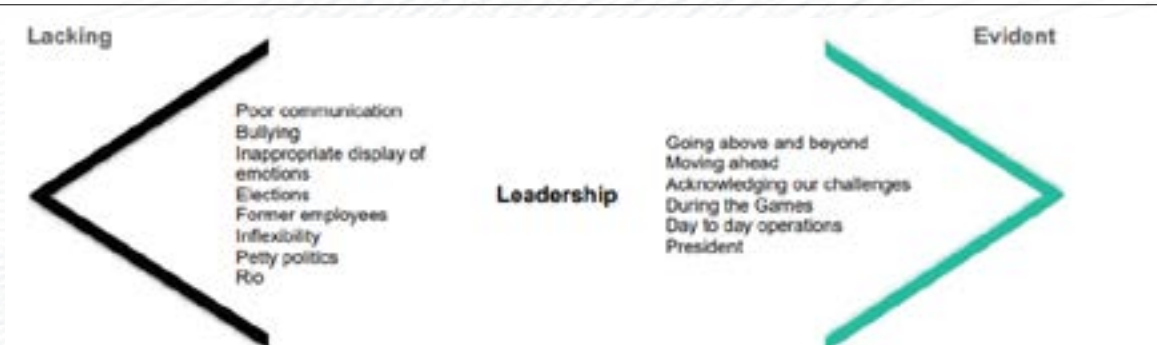 Lacking
Evident
Poor communication
Bullying
Inappropriate display of
emotions
Elections
Former employees
Inflexibility
Petty politics
Rio
Leadership
Going above and beyond
Moving ahead
Acknowledging our challenges
During the Games
Day to day operations
President